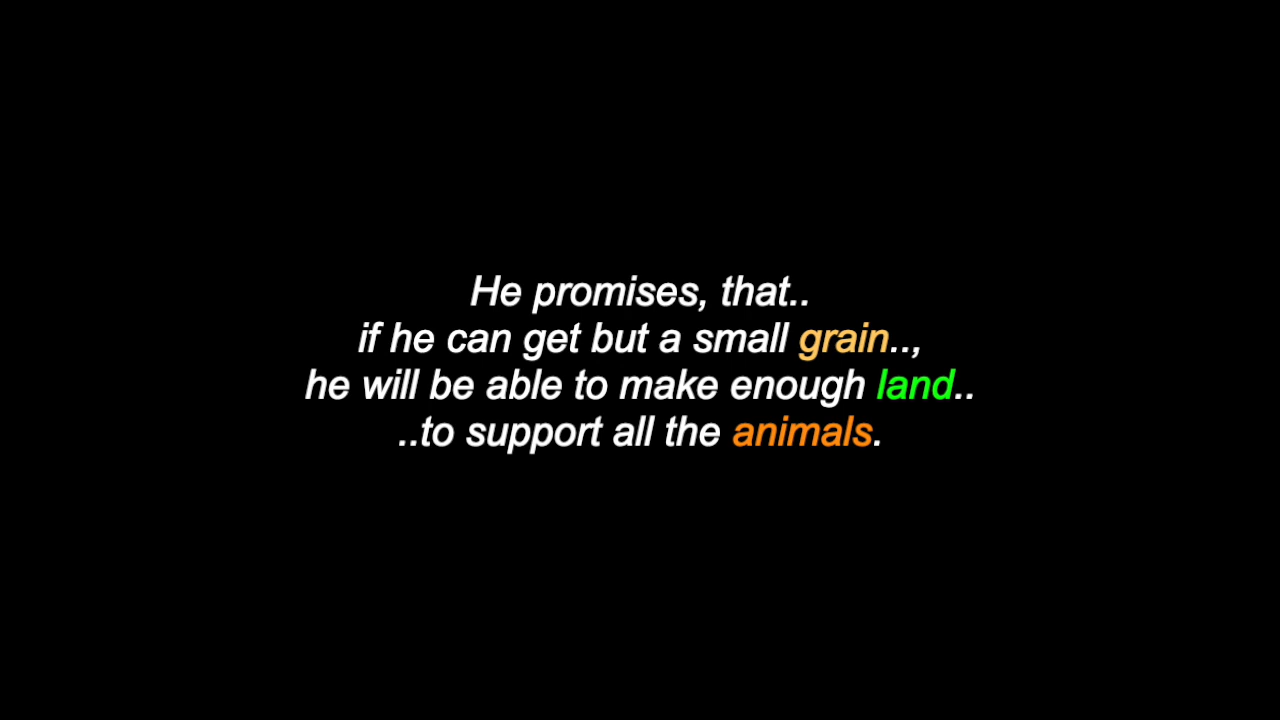 He promises, that..
if he can get but a small grain..,
he will be able to make enough land..
..to support all the animals.